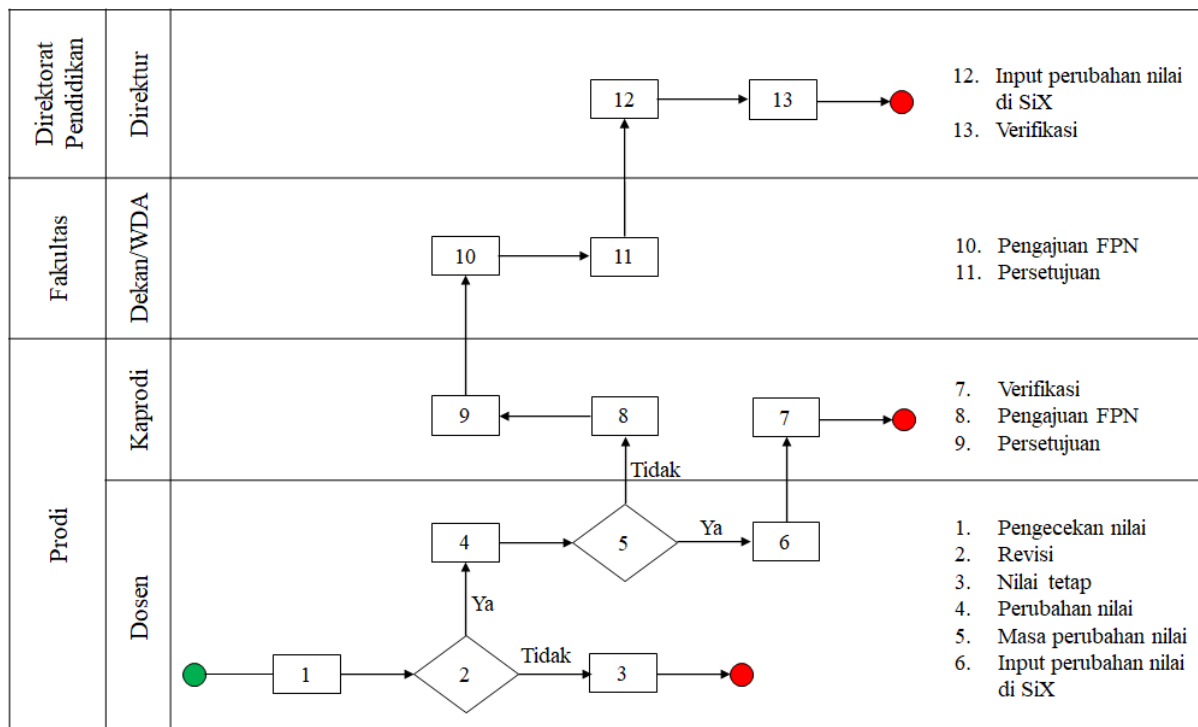 Direktorat
Pendidikan
Direktur
12
13
12. Input perubahan nilai
di SiX
13. Verifikasi
Fakultas
Dekan/WDA
10
11
10. Pengajuan FPN
11. Persetujuan
Prodi
Kaprodi
9
8
7
Tidak
7. Verifikasi
8. Pengajuan FPN
9. Persetujuan
Dosen
4
5
Ya
6
Ya
1
2
Tidak
3
1. Pengecekan nilai
2. Revisi
3. Nilai tetap
4. Perubahan nilai
5. Masa perubahan nilai
6. Input perubahan nilai
di SiX